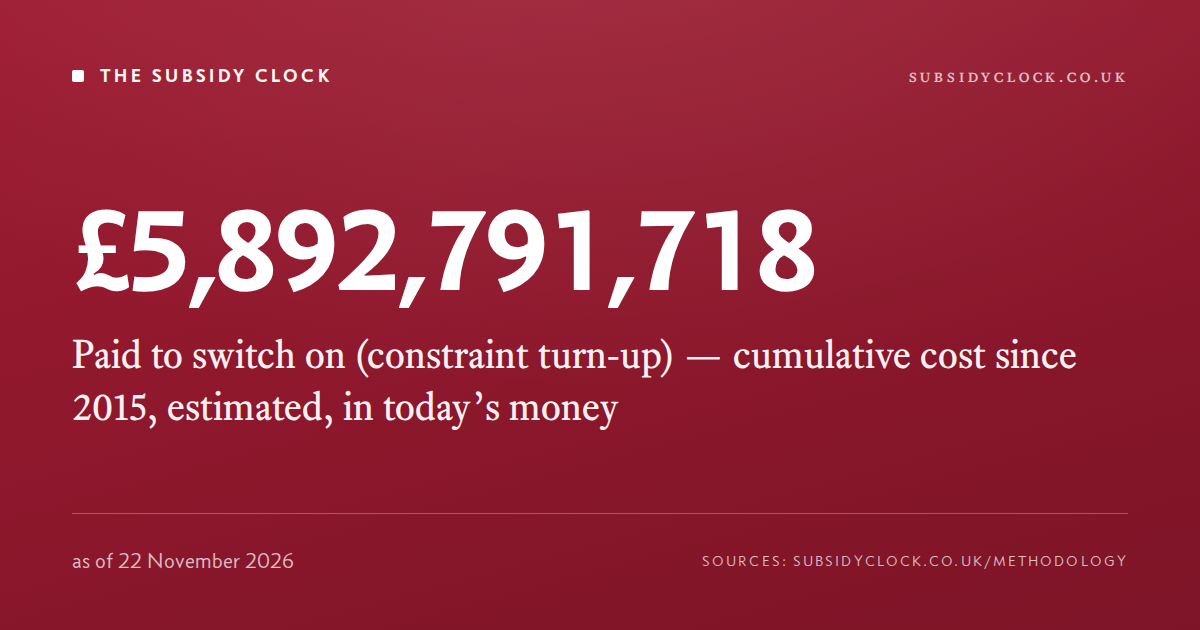 THE SUBSIDY CLOCK
SUBSIDYCLOCK.CO.UK
£5,892,791,718
Paid to switch on (constraint turn-up) — cumulative cost since
2015, estimated, in today’s money
as of 22 November 2026
SOURCES: SUBSIDYCLOCK.CO.UK/METHODOLOGY